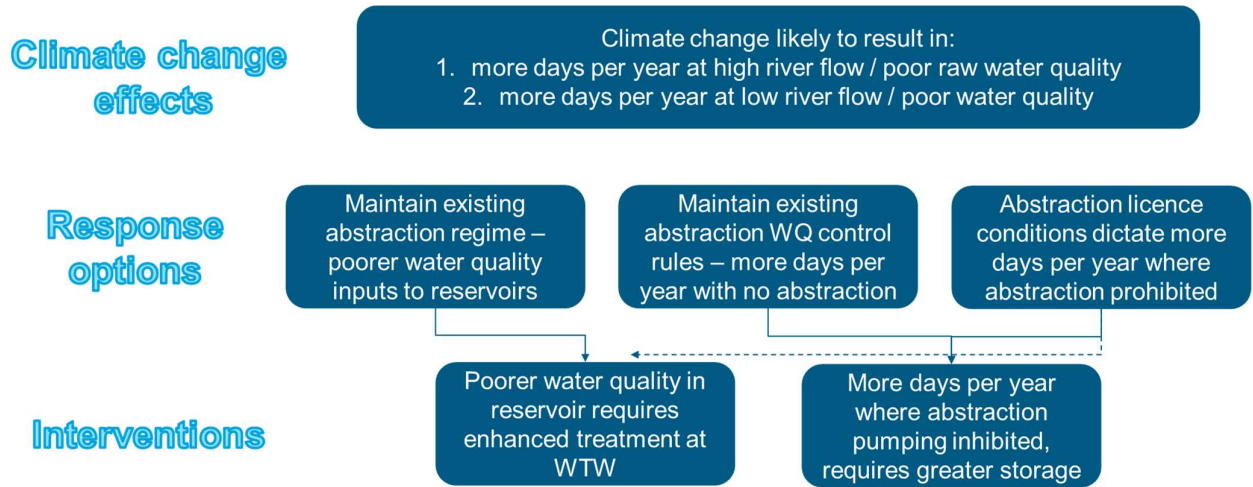 Climate change
effects
Climate change likely to result in:
1. more days per year at high river flow / poor raw water quality
2. more days per year at low river flow / poor water quality
Response
options
Maintain existing
abstraction regime –
poorer water quality
inputs to reservoirs
Maintain existing
abstraction WQ control
rules – more days per
year with no abstraction
Abstraction licence
conditions dictate more
days per year where
abstraction prohibited
Interventions
Poorer water quality in
reservoir requires
enhanced treatment at
WTW
More days per year
where abstraction
pumping inhibited,
requires greater storage